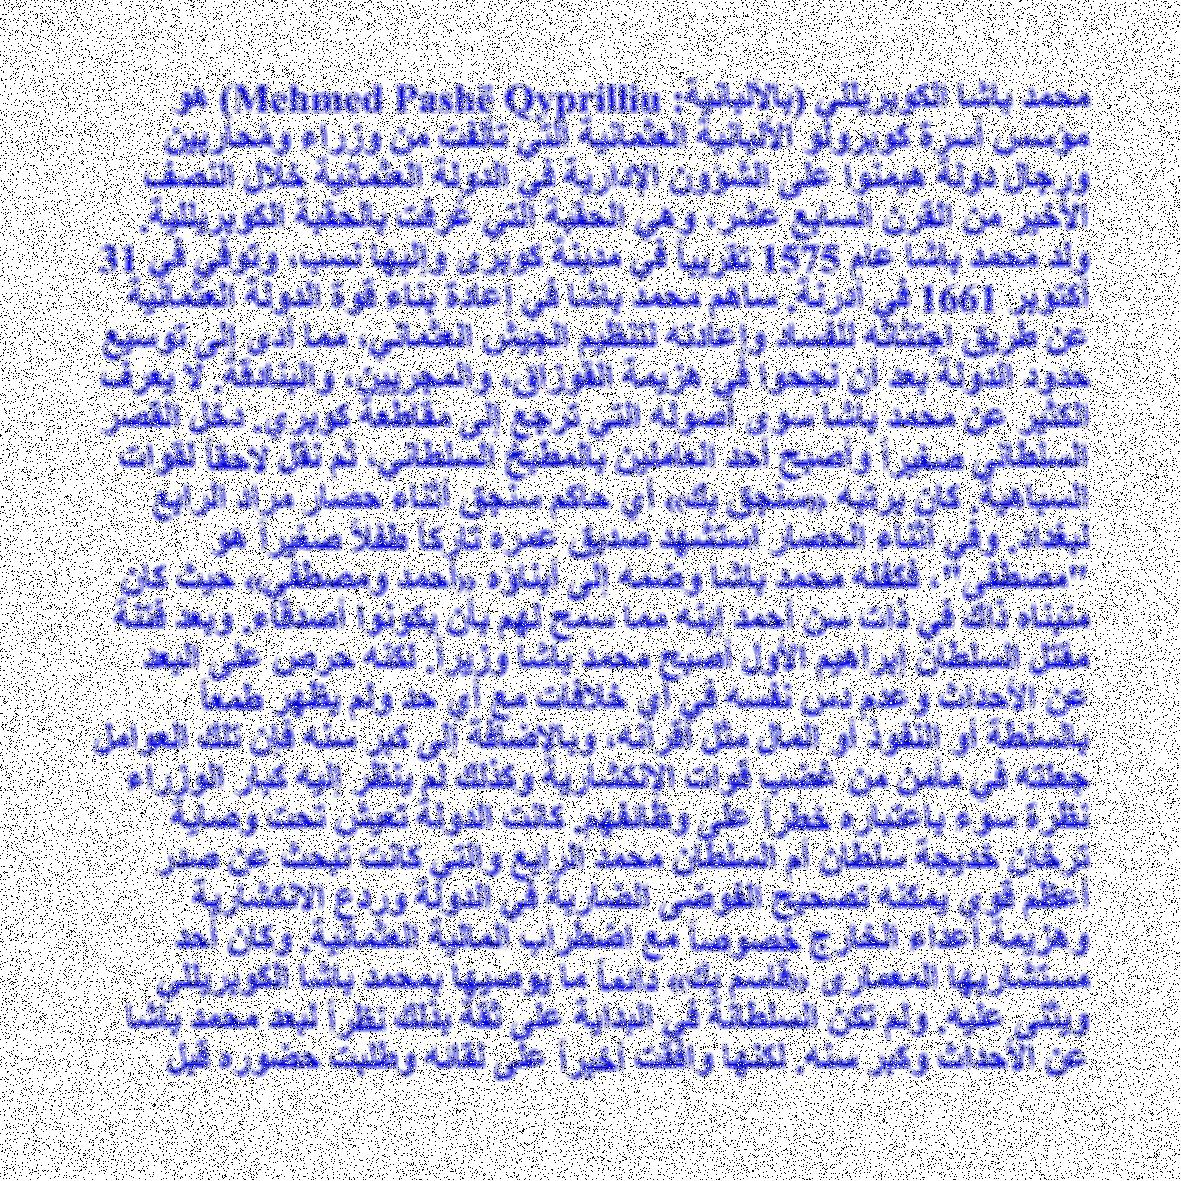 محمد باشا الكوبريللي (بالألبانية: Mehmed Pashë Qyprilliu) هو
مؤسس أسرة كوبرولو الألبانية العثمانية التي تألفت من وزراء ومحاربين
ورجال دولة هيمنوا على الشؤون الإدارية في الدولة العثمانية خلال النصف
الأخير من القرن السابع عشر، وهي الحقبة التي عُرفت بالحقبة الكوبريللية.
ولد محمد باشا عام 1575 تقريباً في مدينة كوبرى وإليها نسب، وتوفي في 31
أكتوبر 1661 في أدرنة. ساهم محمد باشا في إعادة بناء قوة الدولة العثمانية
عن طريق اجتثاثه للفساد وإعادته لتنظيم الجيش العثماني، مما أدى إلى توسيع
حدود الدولة بعد أن نجحوا في هزيمة القوزاق، والمجريين، والبنادقة. لا يعرف
الكثير عن محمد باشا سوى أصوله التي ترجع إلى مقاطعة كوبري. دخل القصر
السلطاني صغيراً وأصبح أحد العاملين بالمطبخ السلطاني، ثم نقل لاحقاً لقوات
السباهية. كان برتبه «سنجق بك» أي حاكم سنجق أثناء حصار مراد الرابع
لبغداد. وفي أثناء الحصار استشهد صديق عمره تاركاً طفلاً صغيراً هو
"مصطفى"، فكفله محمد باشا وضمه إلى أبناؤه «أحمد ومصطفى» حيث كان
متبناه ذاك في ذات سن أحمد ابنه مما سمح لهم بأن يكونوا أصدقاء. وبعد فتنة
مقتل السلطان إبراهيم الأول أصبح محمد باشا وزيراً. لكنه حرص على البعد
عن الأحداث وعدم دس نفسه في أي خلافات مع أي حد ولم يظهر طمعاً
بالسلطة أو النفوذ أو المال مثل اقرانه، وبالاضافة إلى كبر سنه فأن تلك العوامل
جعلته في مأمن من غضب قوات الإنكشارية وكذلك لم ينظر إليه كبار الوزراء
نظرة سوء بإعتباره خطراً على وظائفهم. كانت الدولة تعيش تحت وصاية
ترخان خديجة سلطان أم السلطان محمد الرابع والتي كانت تبحث عن صدر
أعظم قوى يمكنه تصحيح الفوضى الضاربة في الدولة وردع الانكشارية
وهزيمة أعداء الخارج خصوصاً مع اضطراب المالية العثمانية. وكان أحد
مستشاريها المعمارى «قاسم بك» دائماً ما يوصيها بمحمد باشا الكوبريللي
ويثنى عليه. ولم تكن السلطانة في البداية على ثقة بذلك نظراً لبعد محمد باشا
عن الأحداث وكبر سنه. لكنها وافقت أخيراً على لقائه وطلبت حضوره قبل